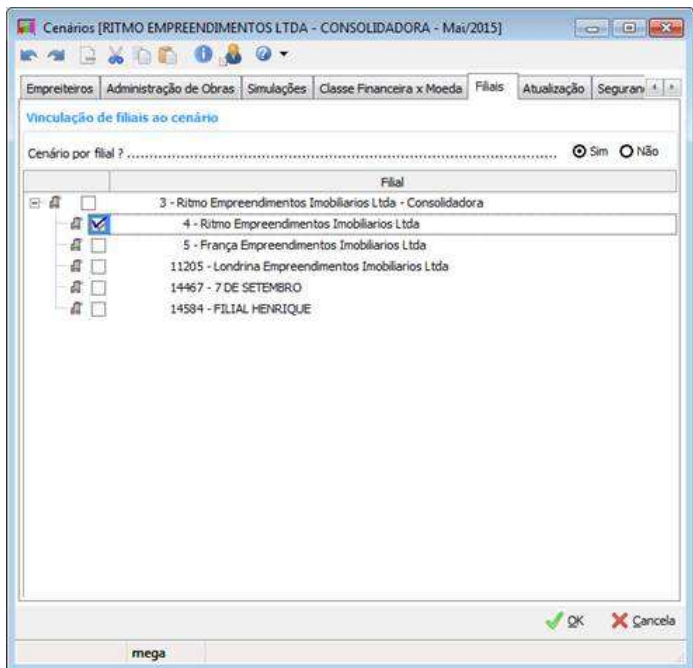 Cenários [RITMO EMPREENDIMENTOS LTDA - CONSOLIDADORA - Mai/2015]
Empreiteiros Administração de Obras Simulações Classe Financeira x Moeda Filiais Atualização Seguran
Vinculação de filiais ao cenário
Cenário por filial ? Sim Não
Filial
3 - Ritmo Empreendimentos Imobiliarios Ltda - Consolidadora
4 - Ritmo Empreendimentos Imobiliarios Ltda
5 - França Empreendimentos Imobiliarios Ltda
11205 - Londrina Empreendimentos Imobiliarios Ltda
14467 - 7 DE SETEMBRO
14584 - FILIAL HENRIQUE
OK Cancela
mega